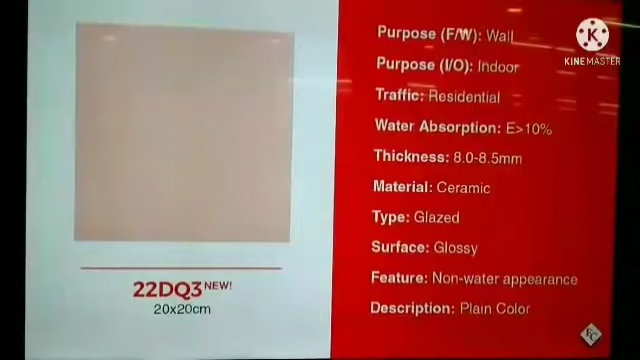 22DQ3 NEW!
20x20cm
Purpose (F/W): Wall
Purpose (I/O): Indoor
Traffic: Residential
Water Absorption: E>10%
Thickness: 8.0-8.5mm
Material: Ceramic
Type: Glazed
Surface: Glossy
Feature: Non-water appearance
Description: Plain Color
KINEMASTER